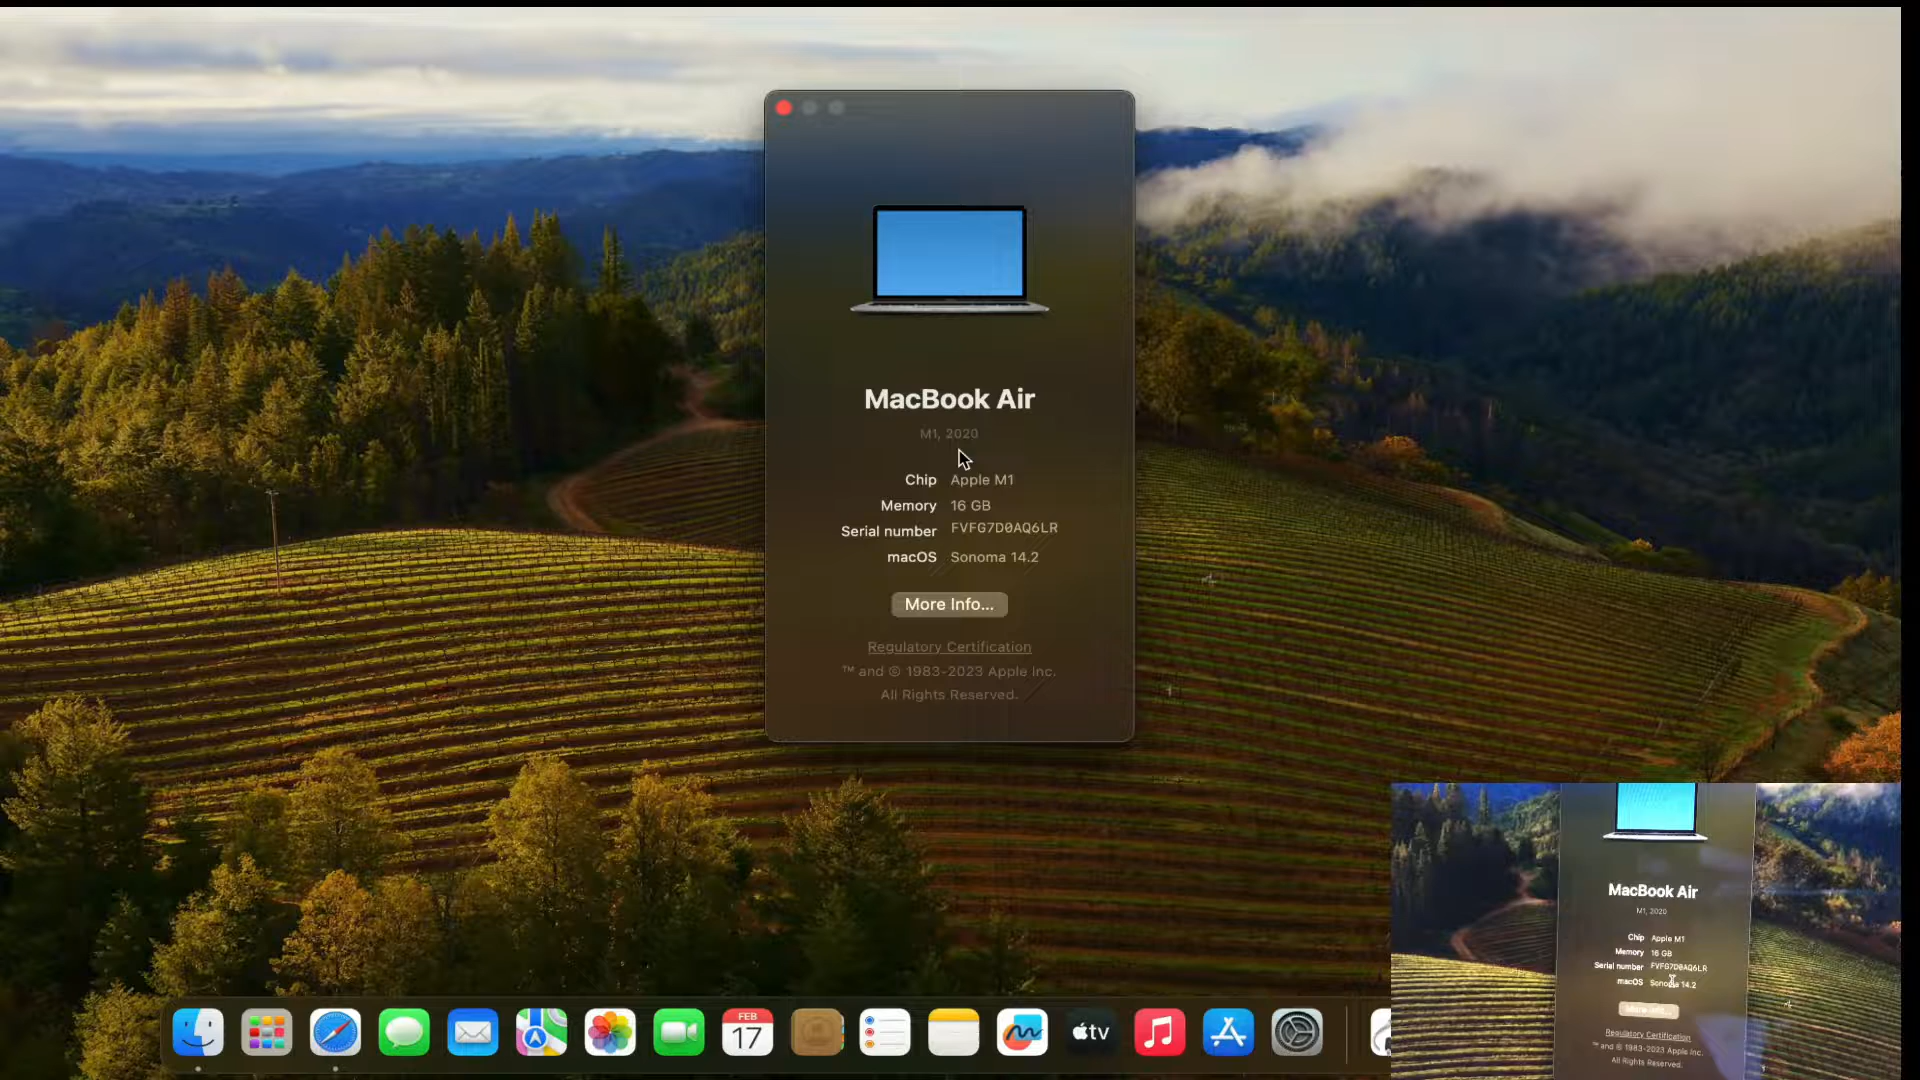 MacBook Air
M1, 2020
Chip Apple M1
Memory 16 GB
Serial number FVFG7D0AQ6LR
macOS Sonoma 14.2
More Info...
Regulatory Certification
™ and © 1983-2023 Apple Inc.
All Rights Reserved.
FEB
17
tv
MacBook Air
M1, 2020
Chip Apple M1
Memory 16 GB
Serial number FVFG7D0AQ6LR
macOS Sonoma 14.2
More Info...
Regulatory Certification
™ and © 1983-2023 Apple Inc.
All Rights Reserved.